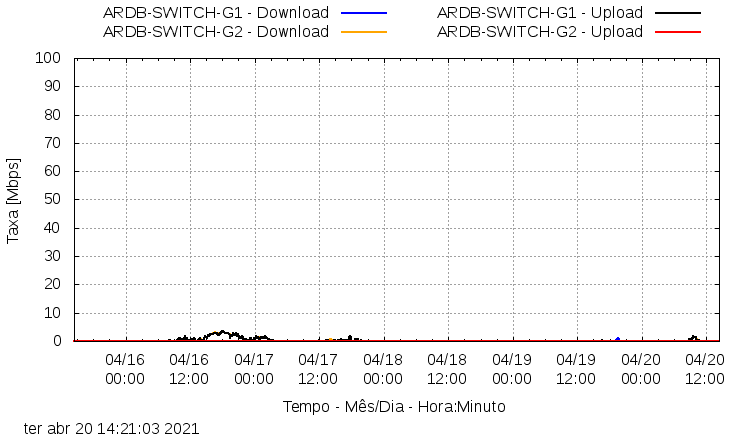 ARDB-SWITCH-G1 - Download ARDB-SWITCH-G1 - Upload
ARDB-SWITCH-G2 - Download ARDB-SWITCH-G2 - Upload
100
90
80
70
60
50
40
30
20
10
0
Taxa [Mbps]
04/16 04/16 04/17 04/17 04/18 04/18 04/19 04/19 04/20 04/20
00:00 12:00 00:00 12:00 00:00 12:00 00:00 12:00 00:00 12:00
Tempo - Mês/Dia - Hora:Minuto
ter abr 20 14:21:03 2021